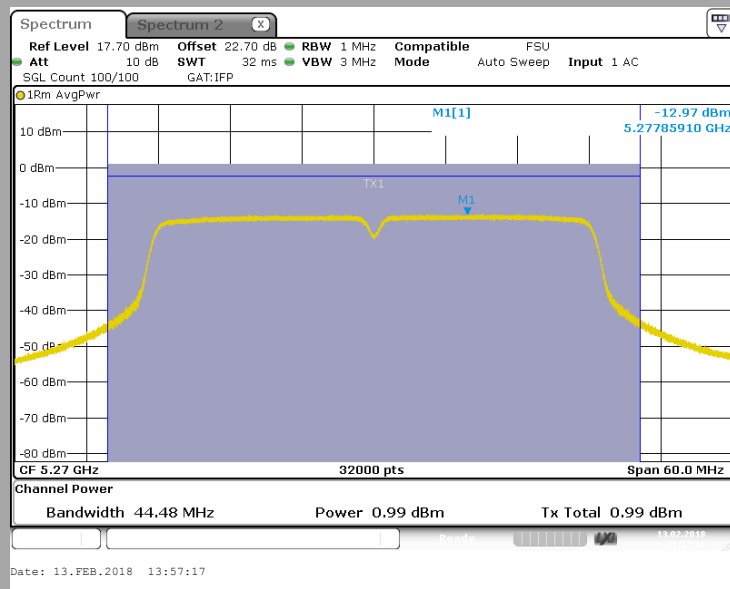 Spectrum Spectrum 2 X
Ref Level 17.70 dBm Offset 22.70 dB RBW 1 MHz Compatible FSU
Att 10 dB SWT 32 ms VBW 3 MHz Mode Auto Sweep Input 1 AC
SGL Count 100/100 GAT:IFP
1Rm AvgPwr
M1[1] -12.97 dBm
5.27785910 GHz
10 dBm
0 dBm
TX1
-10 dBm
M1
-20 dBm
-30 dBm
-40 dBm
-50 dBm
-60 dBm
-70 dBm
-80 dBm
CF 5.27 GHz 32000 pts Span 60.0 MHz
Channel Power
Bandwidth 44.48 MHz Power 0.99 dBm Tx Total 0.99 dBm
Ready LXI 13.02.2018
Date: 13.FEB.2018 13:57:17